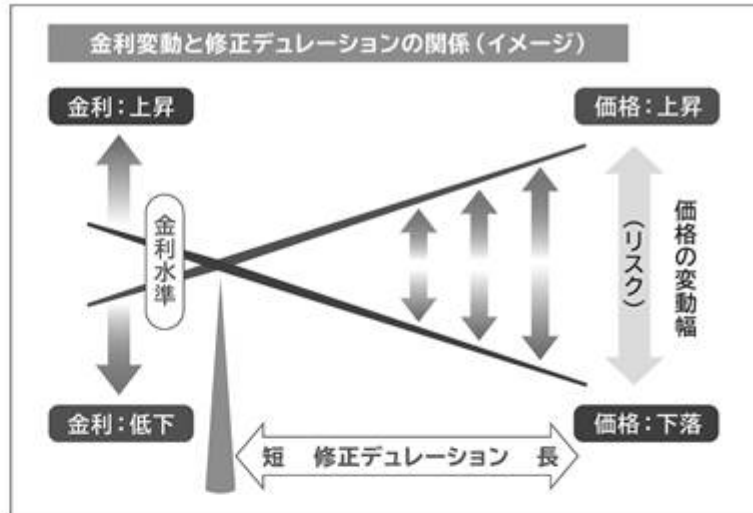 金利変動と修正デュレーションの関係（イメージ）
金利：上昇
価格：上昇
金利水準
価格の変動幅
（リスク）
金利：低下
価格：下落
短 修正デュレーション 長